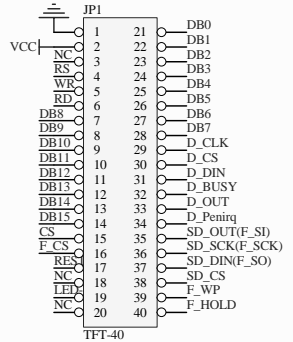 JP1
1 21 DB0
VCC 2 22 DB1
NC 3 23 DB2
RS 4 24 DB3
WR 5 25 DB4
RD 6 26 DB5
DB8 7 27 DB6
DB9 8 28 DB7
DB10 9 29 D_CLK
DB11 10 30 D_CS
DB12 11 31 D_DIN
DB13 12 32 D_BUSY
DB14 13 33 D_OUT
DB15 14 34 D_Penirq
CS 15 35 SD_OUT(F_SI)
F_CS 16 36 SD_SCK(F_SCK)
REST 17 37 SD_DIN(F_SO)
NC 18 38 SD_CS
LED- 19 39 F_WP
NC 20 40 F_HOLD
TFT-40